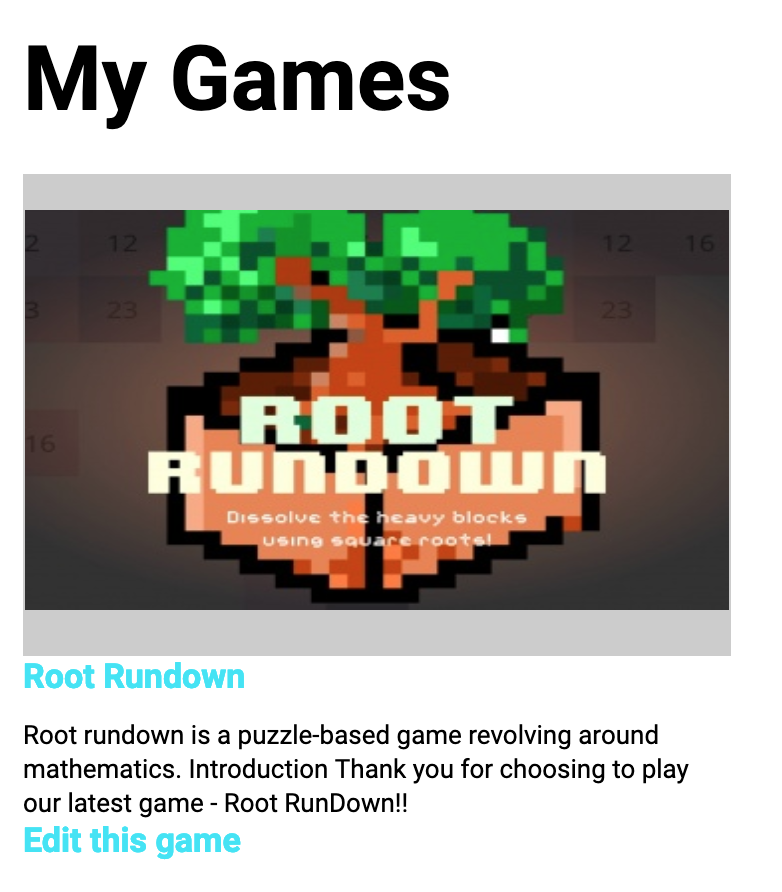 My Games
2 12 12 16
3 23 23
16
ROOT
RUNDOWN
Dissolve the heavy blocks
using square roots!
Root Rundown
Root rundown is a puzzle-based game revolving around
mathematics. Introduction Thank you for choosing to play
our latest game - Root RunDown!!
Edit this game